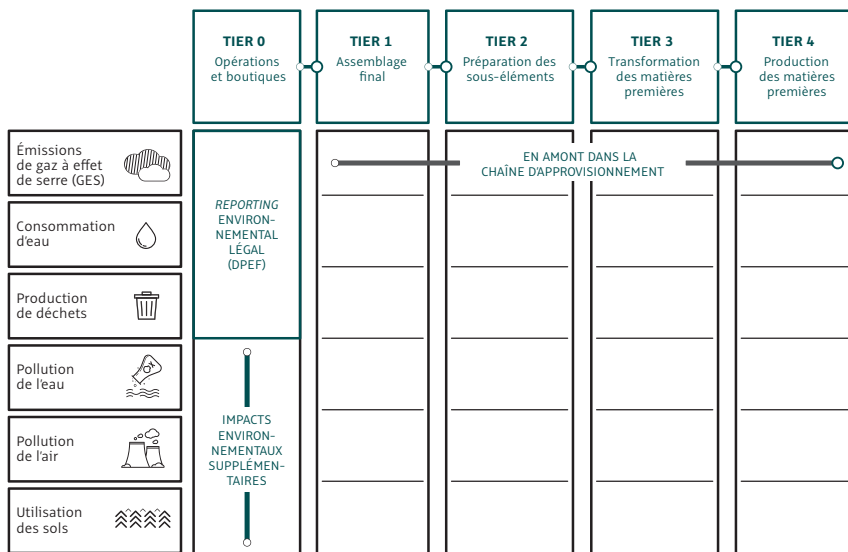 TIER 0
Opérations
et boutiques
TIER 1
Assemblage
final
TIER 2
Préparation des
sous-éléments
TIER 3
Transformation
des matières
premières
TIER 4
Production
des matières
premières
Émissions
de gaz à effet
de serre (GES)
REPORTING
ENVIRON-
NEMENTAL
LÉGAL
(DPEF)
EN AMONT DANS LA
CHAÎNE D'APPROVISIONNEMENT
Consommation
d'eau
Production
de déchets
Pollution
de l'eau
IMPACTS
ENVIRON-
NEMENTAUX
SUPPLÉMEN-
TAIRES
Pollution
de l'air
Utilisation
des sols